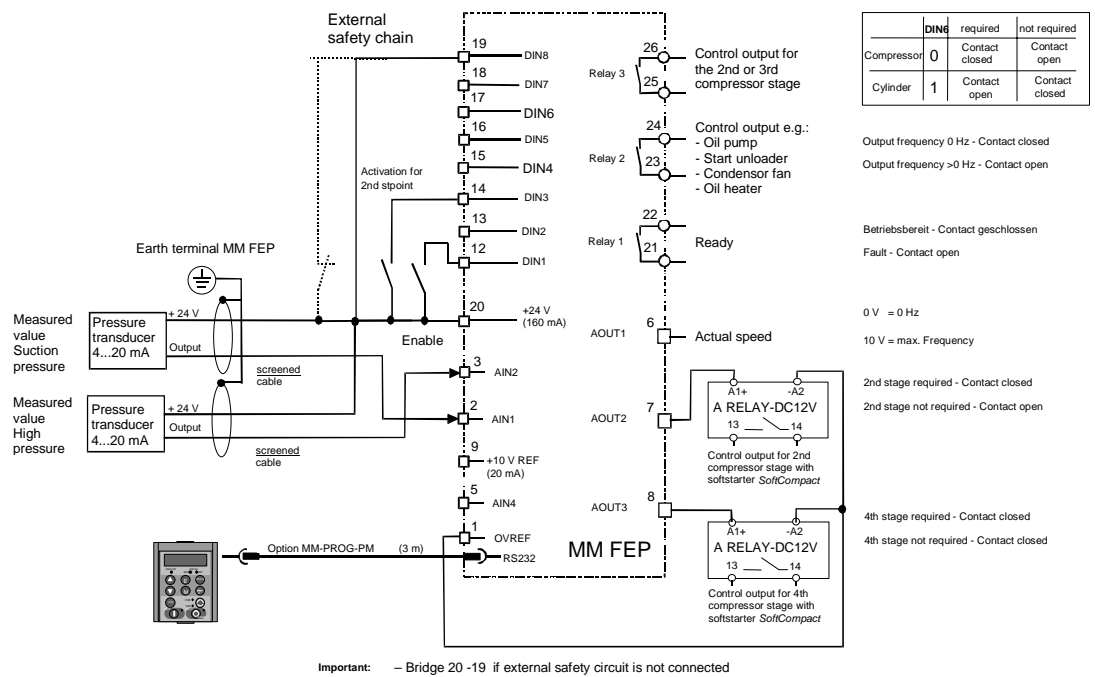 External
safety chain
19
DIN8
18
DIN7
17
DIN6
16
DIN5
15
DIN4
Activation for
2nd stpoint
14
DIN3
13
DIN2
12
DIN1
Earth terminal MM FEP
20
+24 V
(160 mA)
Enable
Measured
value
Suction
pressure
Pressure
transducer
4...20 mA
+ 24 V
Output
screened
cable
3
AIN2
Measured
value
High
pressure
Pressure
transducer
4...20 mA
+ 24 V
Output
screened
cable
2
AIN1
9
+10 V REF
(20 mA)
5
AIN4
1
OVREF
Option MM-PROG-PM (3 m)
RS232
MM FEP
26
Relay 3
25
Control output for
the 2nd or 3rd
compressor stage
24
Relay 2
23
Control output e.g.:
- Oil pump
- Start unloader
- Condensor fan
- Oil heater
22
Relay 1
21
Ready
AOUT1
6
Actual speed
AOUT2
7
A1+ -A2
A RELAY-DC12V
13 14
Control output for 2nd
compressor stage with
softstarter SoftCompact
AOUT3
8
A1+ -A2
A RELAY-DC12V
13 14
Control output for 4th
compressor stage with
softstarter SoftCompact
DIN6 required not required
Compressor 0 Contact closed Contact open
Cylinder 1 Contact open Contact closed
Output frequency 0 Hz - Contact closed
Output frequency >0 Hz - Contact open
Betriebsbereit - Contact geschlossen
Fault - Contact open
0 V = 0 Hz
10 V = max. Frequency
2nd stage required - Contact closed
2nd stage not required - Contact open
4th stage required - Contact closed
4th stage not required - Contact closed
Important: – Bridge 20 -19 if external safety circuit is not connected